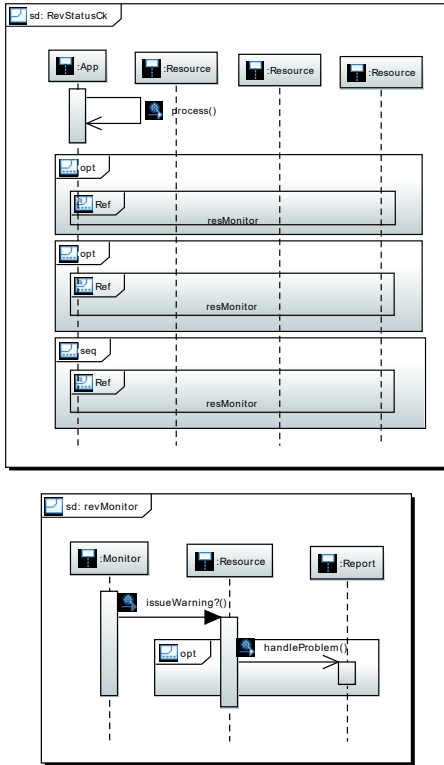 sd: RevStatusCk
:App
:Resource
:Resource
:Resource
process()
opt
Ref
resMonitor
opt
Ref
resMonitor
seq
Ref
resMonitor
sd: revMonitor
:Monitor
:Resource
:Report
issueWarning?()
handleProblem()
opt